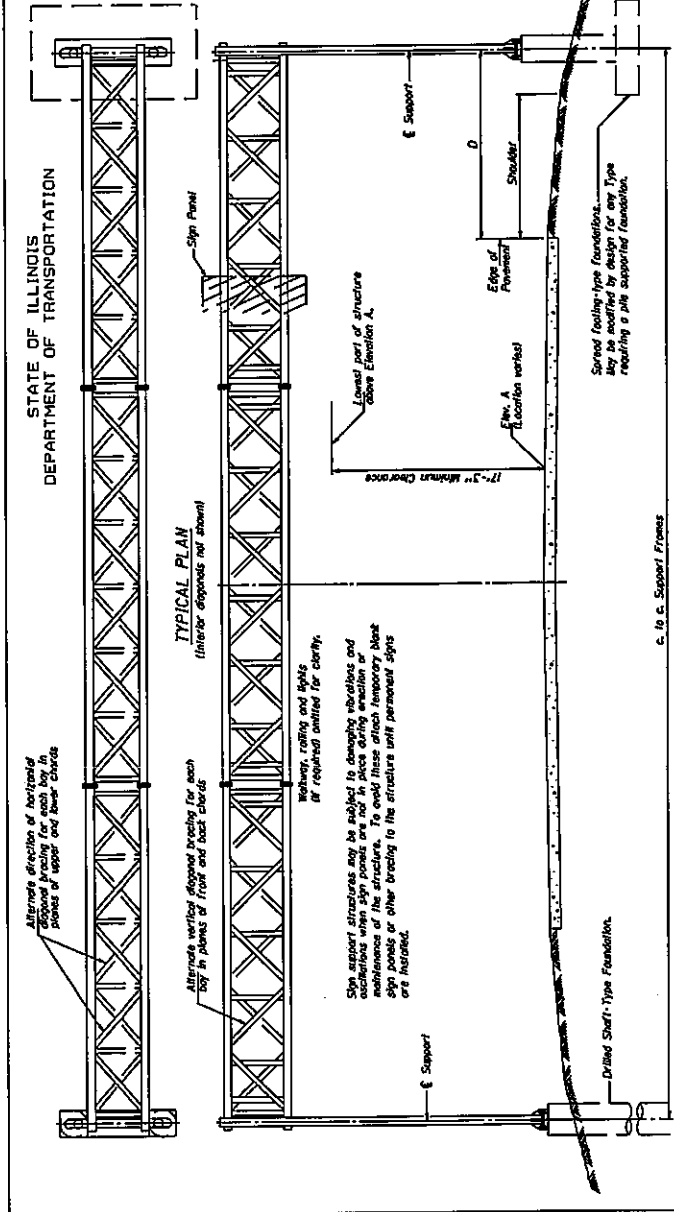 STATE OF ILLINOIS
DEPARTMENT OF TRANSPORTATION
Alternate direction of horizontal
diagonal bracing for each bay in
planes of upper and lower chords
TYPICAL PLAN
(Interior diagonals not shown)
Alternate vertical diagonal bracing for each
bay in planes of front and back chords
Sign Panel
Walkway, railing and lights
(if required) omitted for clarity.
Sign support structures may be subject to damaging vibrations and
oscillations when sign panels are not in place during erection or
maintenance of the structure. To avoid these attach temporary blank
sign panels or other bracing to the structure until permanent signs
are installed.
Lowest part of structure
above Elevation A.
17'-3" Minimum Clearance
Elev. A
(Location varies)
℄ Support
℄ Support
D
Shoulder
Edge of
Pavement
Spread footing-type foundations.
May be modified by design for any Type
requiring a pile supported foundation.
Drilled Shaft-Type Foundation.
c. to c. Support Frames